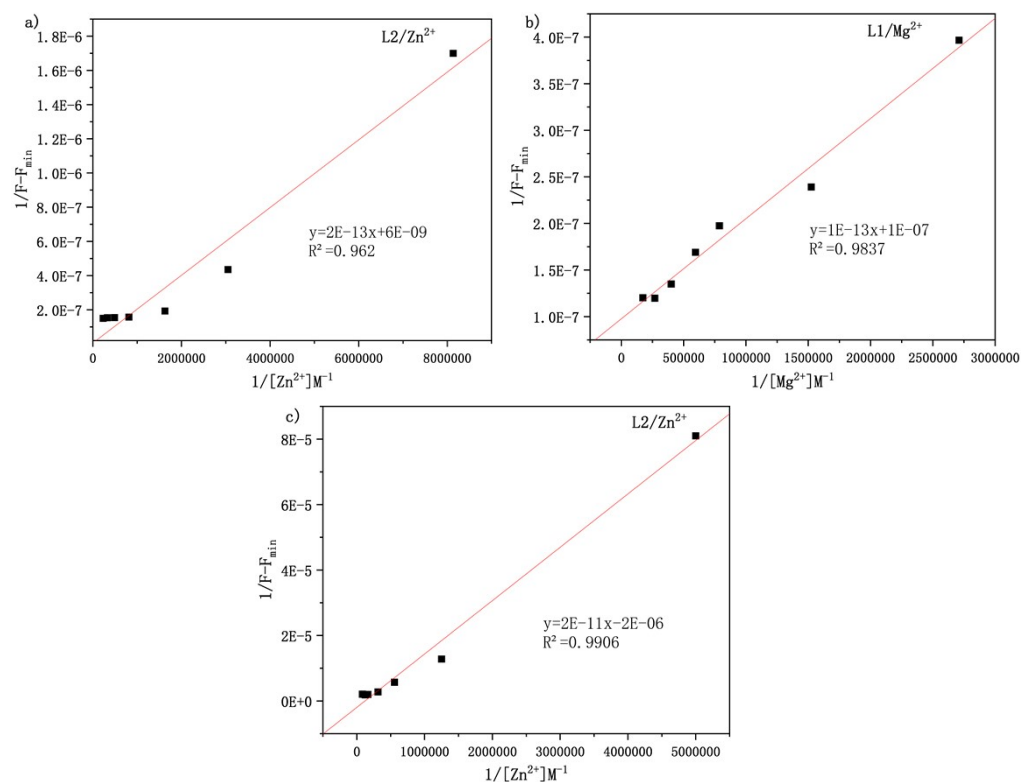 a)
L2/Zn²⁺
1.8E-6
1.6E-6
1.4E-6
1.2E-6
1.0E-6
8.0E-7
6.0E-7
4.0E-7
2.0E-7
1/F-Fmin
y=2E-13x+6E-09
R²=0.962
0 2000000 4000000 6000000 8000000
1/[Zn²⁺]M⁻¹
b)
L1/Mg²⁺
4.0E-7
3.5E-7
3.0E-7
2.5E-7
2.0E-7
1.5E-7
1.0E-7
1/F-Fmin
y=1E-13x+1E-07
R²=0.9837
0 500000 1000000 1500000 2000000 2500000 3000000
1/[Mg²⁺]M⁻¹
c)
L2/Zn²⁺
8E-5
6E-5
4E-5
2E-5
0E+0
1/F-Fmin
y=2E-11x-2E-06
R²=0.9906
0 1000000 2000000 3000000 4000000 5000000
1/[Zn²⁺]M⁻¹